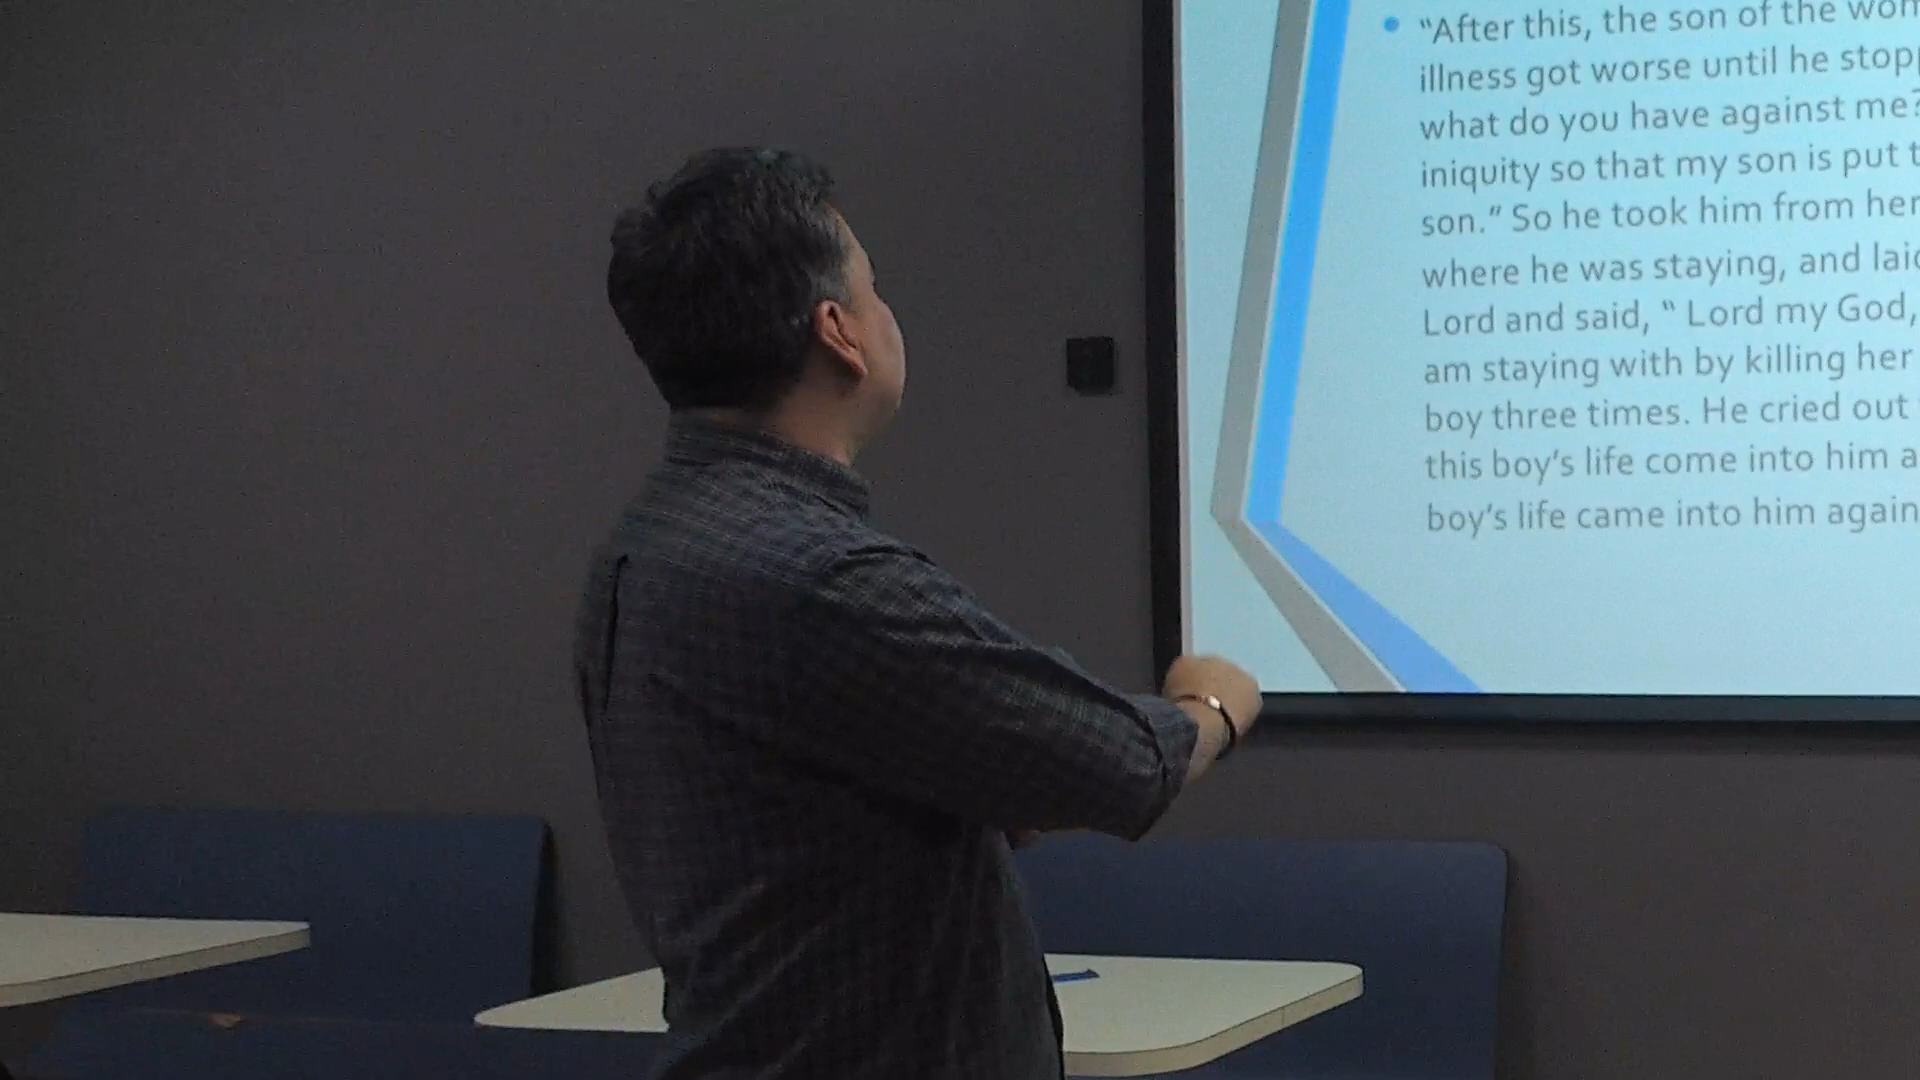 • “After this, the son of the
illness got worse until he
what do you have against me?
iniquity so that my son is put
son.” So he took him from her
where he was staying, and
Lord and said, “ Lord my God,
am staying with by killing her
boy three times. He cried out
this boy’s life come into him
boy’s life came into him again